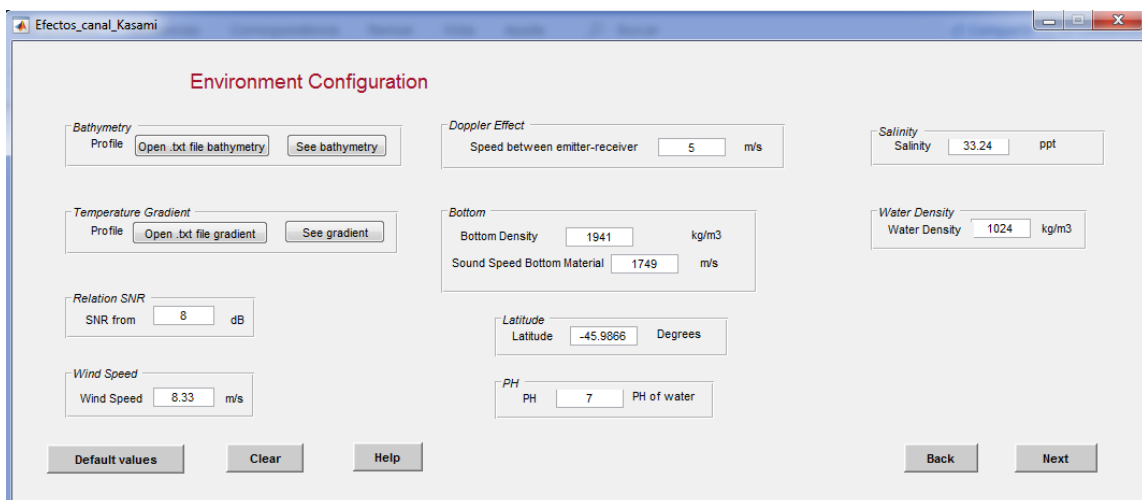 Efectos_canal_Kasami
Environment Configuration
Bathymetry
Profile Open .txt file bathymetry See bathymetry
Doppler Effect
Speed between emitter-receiver 5 m/s
Salinity
Salinity 33.24 ppt
Temperature Gradient
Profile Open .txt file gradient See gradient
Bottom
Bottom Density 1941 kg/m3
Sound Speed Bottom Material 1749 m/s
Water Density
Water Density 1024 kg/m3
Relation SNR
SNR from 8 dB
Latitude
Latitude -45.9866 Degrees
Wind Speed
Wind Speed 8.33 m/s
PH
PH 7 PH of water
Default values Clear Help Back Next